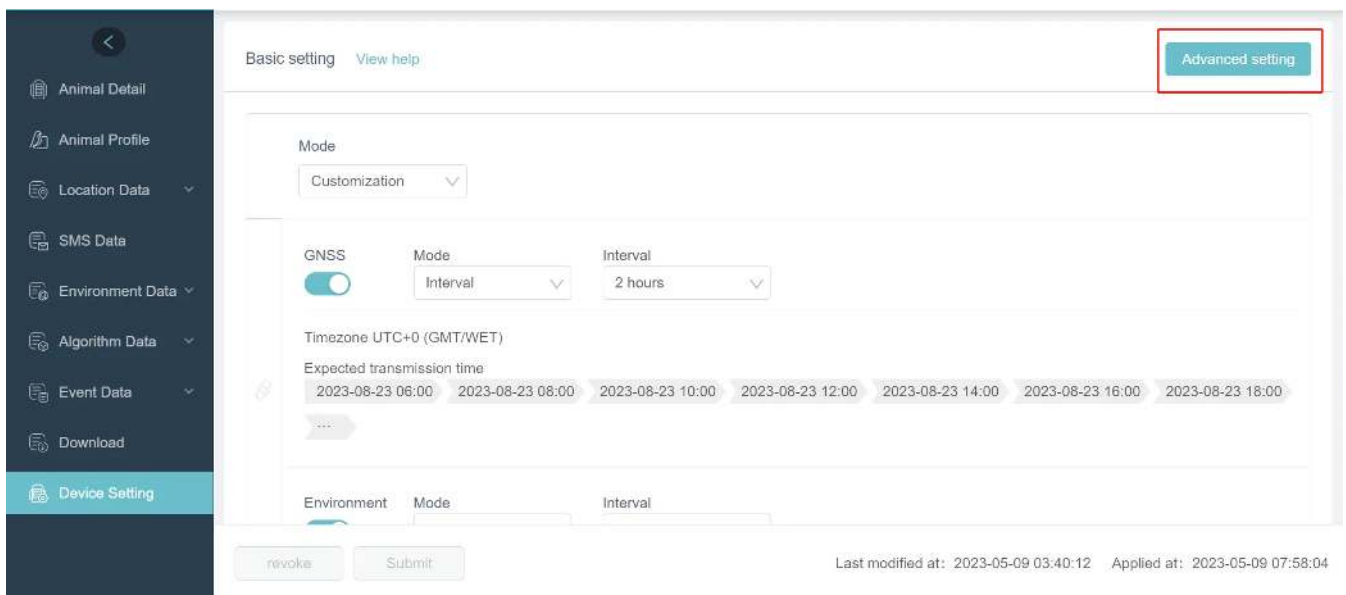 Basic setting View help
Advanced setting
Animal Detail
Animal Profile
Location Data
SMS Data
Environment Data
Algorithm Data
Event Data
Download
Device Setting
Mode
Customization
GNSS Mode Interval
Interval 2 hours
Timezone UTC+0 (GMT/WET)
Expected transmission time
2023-08-23 06:00 2023-08-23 08:00 2023-08-23 10:00 2023-08-23 12:00 2023-08-23 14:00 2023-08-23 16:00 2023-08-23 18:00
...
Environment Mode Interval
revoke Submit Last modified at: 2023-05-09 03:40:12 Applied at: 2023-05-09 07:58:04